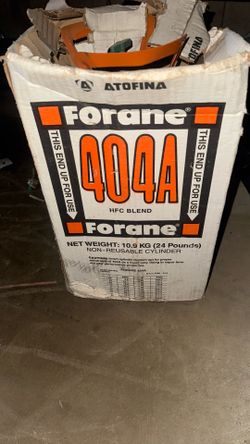 ATOFINA
ATOFINA
FOrane®
404A
HFC BLEND
FOrane®
THIS END UP FOR USE
THIS END UP FOR USE
NET WEIGHT: 10.9 KG (24 Pounds)
NON-REUSABLE CYLINDER